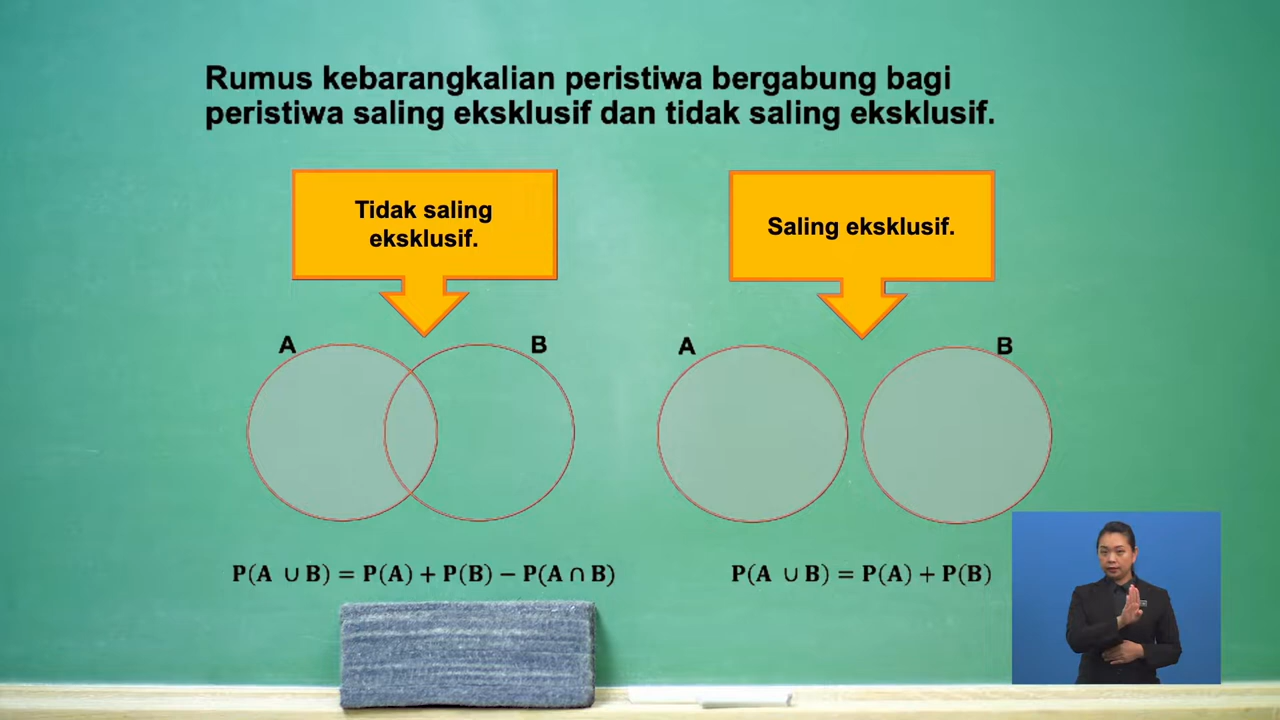 Rumus kebarangkalian peristiwa bergabung bagi
peristiwa saling eksklusif dan tidak saling eksklusif.
Tidak saling
eksklusif.
Saling eksklusif.
A
B
A
B
P(A ∪ B) = P(A) + P(B) − P(A ∩ B)
P(A ∪ B) = P(A) + P(B)